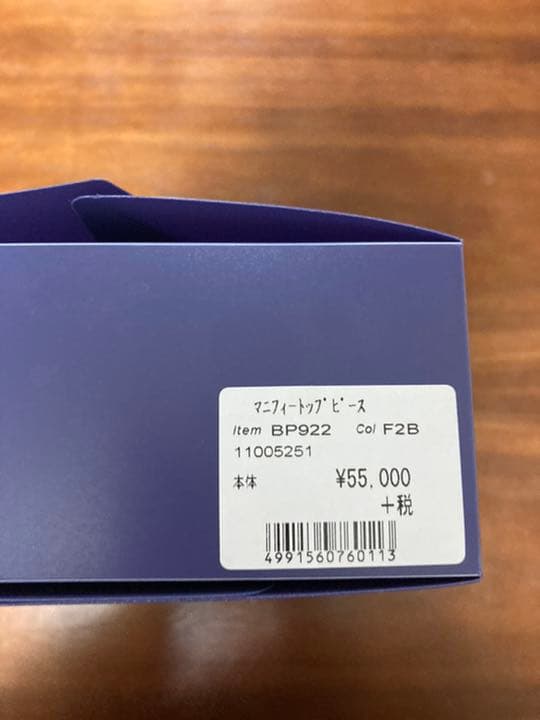 ﾏﾆﾌｨｰﾄｯﾌﾟﾋﾟｰｽ
Item BP922 Col F2B
11005251
本体 ¥55,000
+税
4991560760113